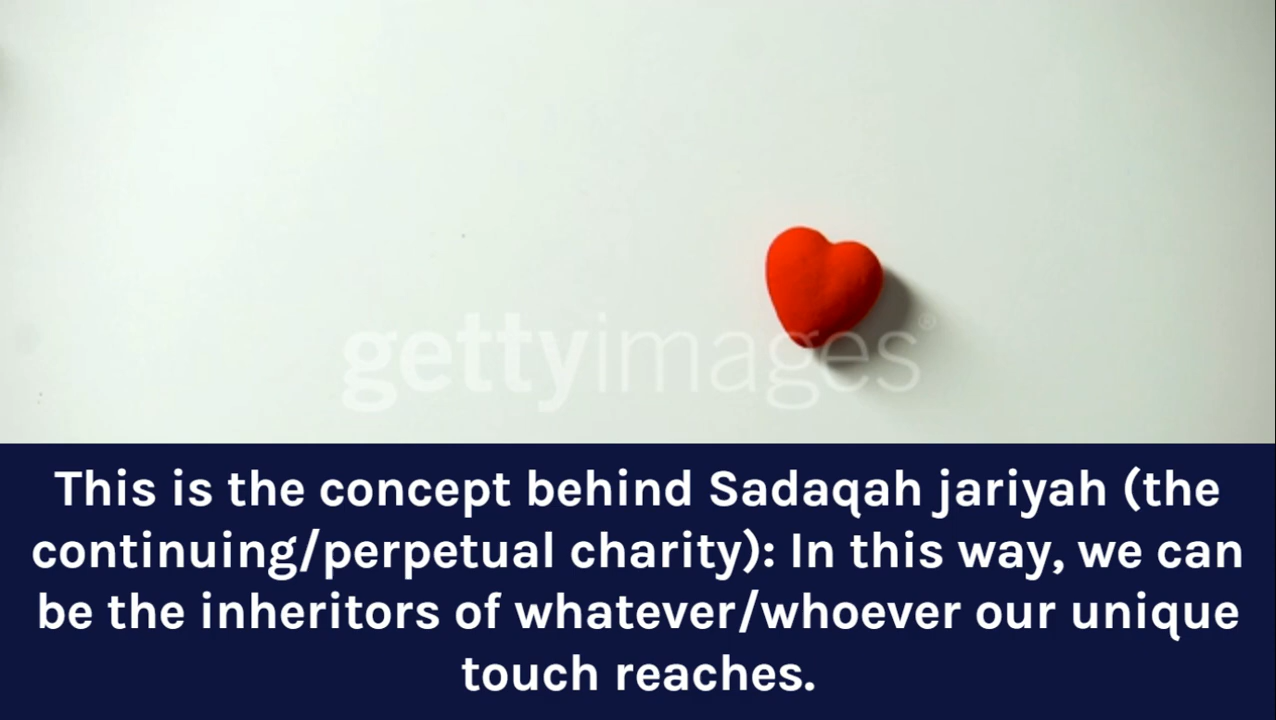 gettyimages®
This is the concept behind Sadaqah jariyah (the
continuing/perpetual charity): In this way, we can
be the inheritors of whatever/whoever our unique
touch reaches.